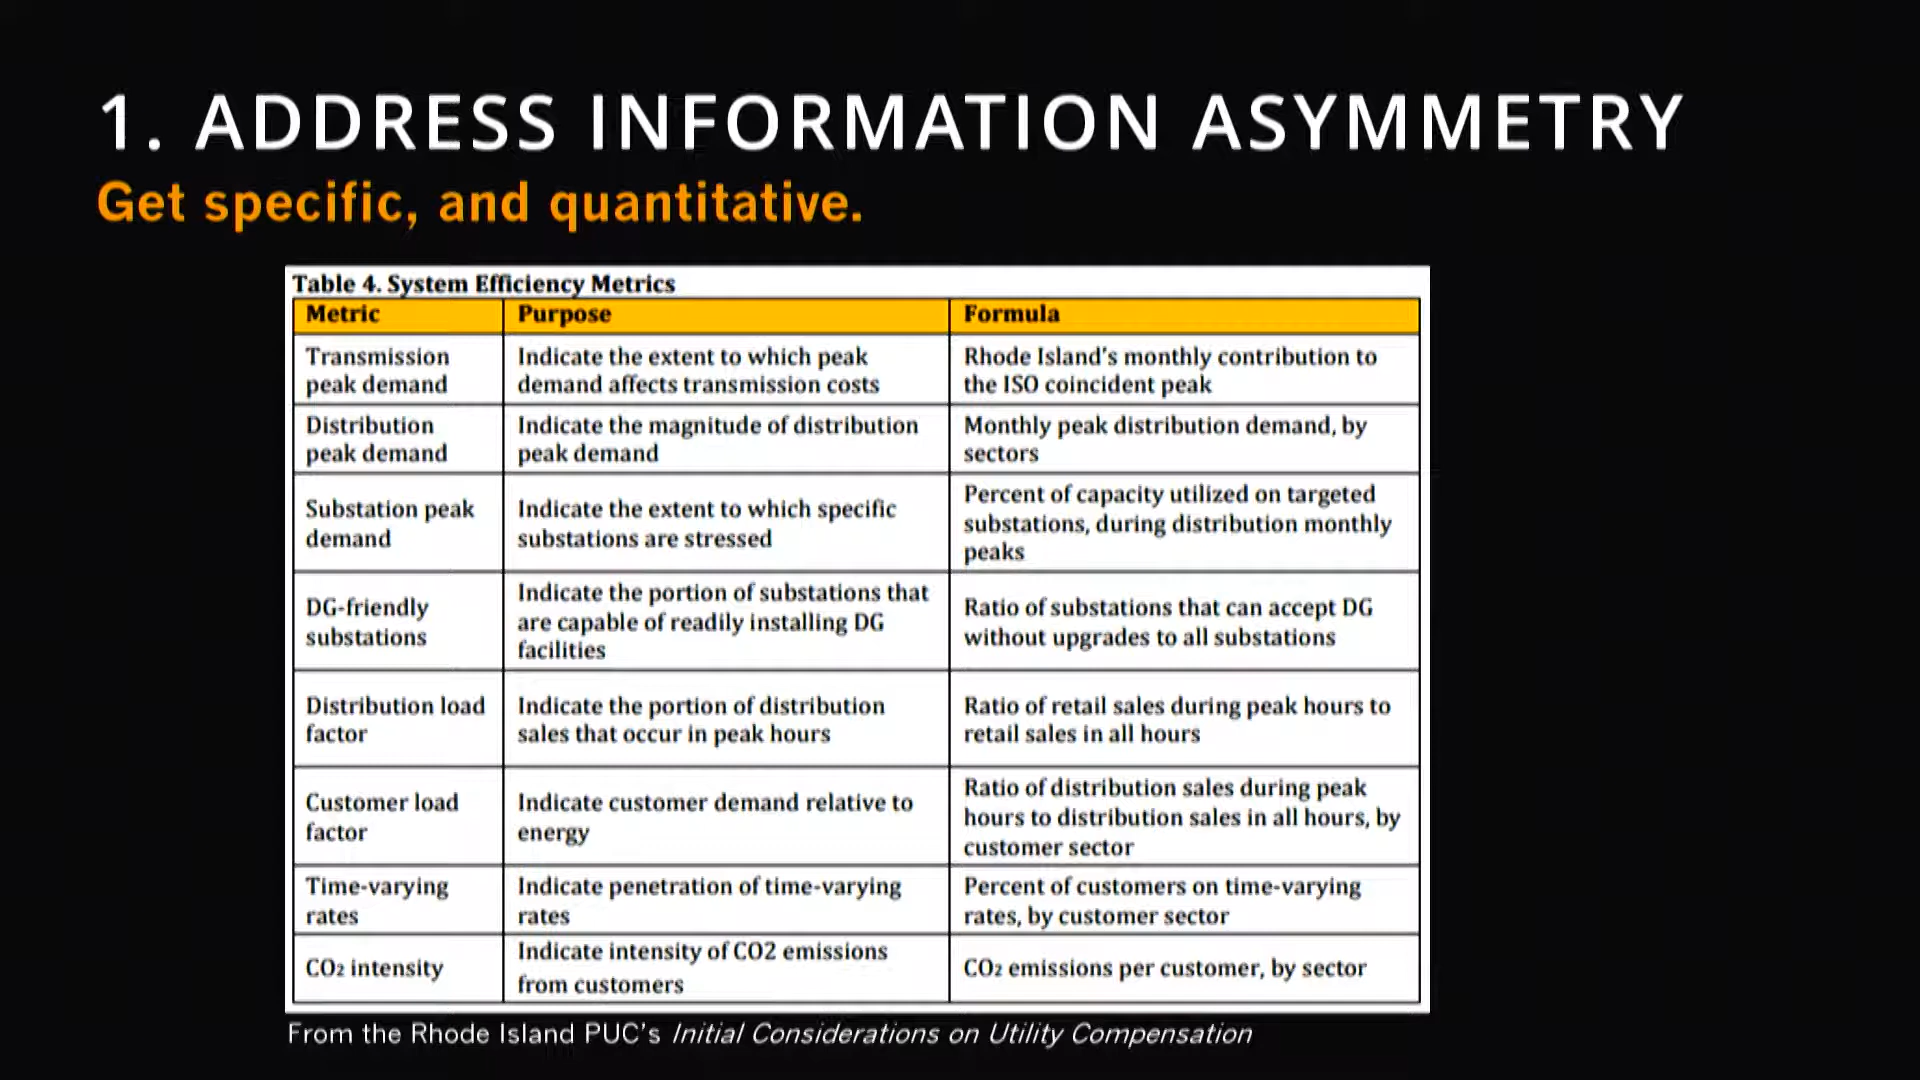 1. ADDRESS INFORMATION ASYMMETRY
Get specific, and quantitative.
Table 4. System Efficiency Metrics
Metric Purpose Formula
Transmission peak demand
Indicate the extent to which peak demand affects transmission costs
Rhode Island's monthly contribution to the ISO coincident peak
Distribution peak demand
Indicate the magnitude of distribution peak demand
Monthly peak distribution demand, by sectors
Substation peak demand
Indicate the extent to which specific substations are stressed
Percent of capacity utilized on targeted substations, during distribution monthly peaks
DG-friendly substations
Indicate the portion of substations that are capable of readily installing DG facilities
Ratio of substations that can accept DG without upgrades to all substations
Distribution load factor
Indicate the portion of distribution sales that occur in peak hours
Ratio of retail sales during peak hours to retail sales in all hours
Customer load factor
Indicate customer demand relative to energy
Ratio of distribution sales during peak hours to distribution sales in all hours, by customer sector
Time-varying rates
Indicate penetration of time-varying rates
Percent of customers on time-varying rates, by customer sector
CO₂ intensity
Indicate intensity of CO2 emissions from customers
CO₂ emissions per customer, by sector
From the Rhode Island PUC's Initial Considerations on Utility Compensation